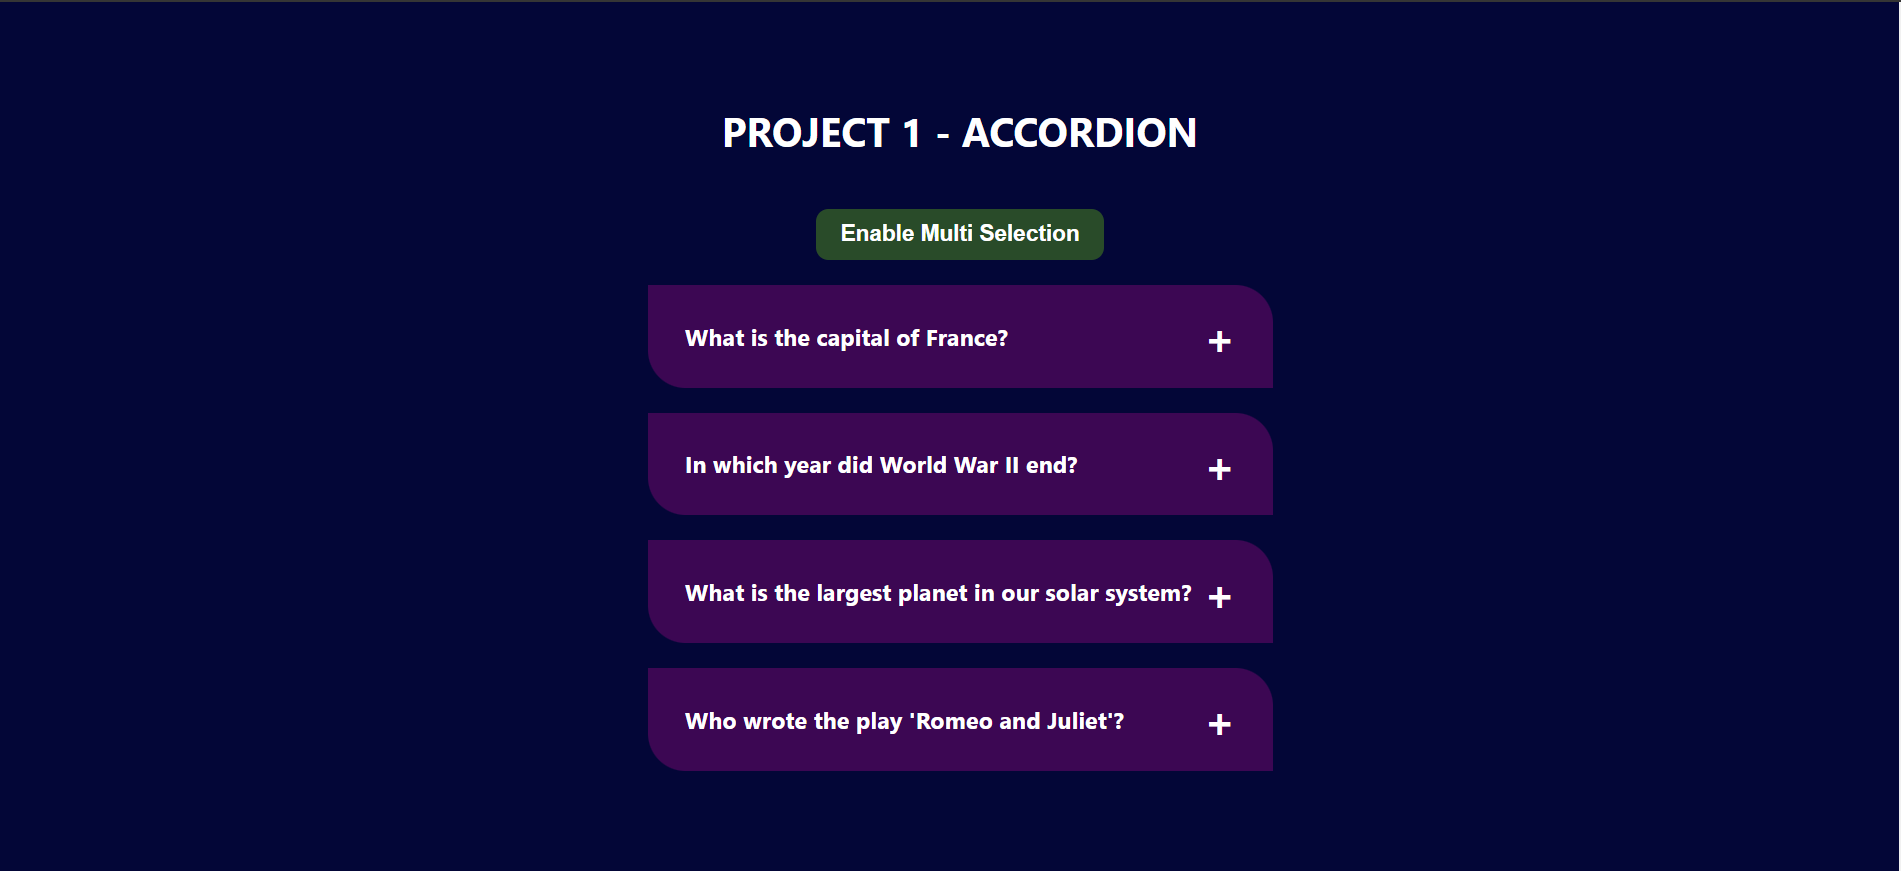 PROJECT 1 - ACCORDION
Enable Multi Selection
What is the capital of France? +
In which year did World War II end? +
What is the largest planet in our solar system? +
Who wrote the play 'Romeo and Juliet'? +